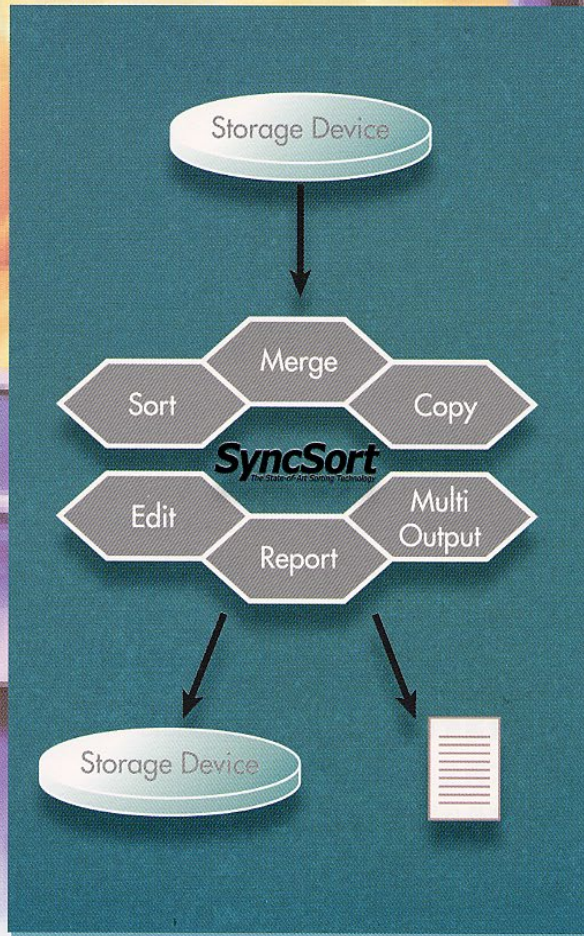 Storage Device
Merge
Sort
Copy
SyncSort
The State-of-Art Sorting Technology
Edit
Multi
Output
Report
Storage Device